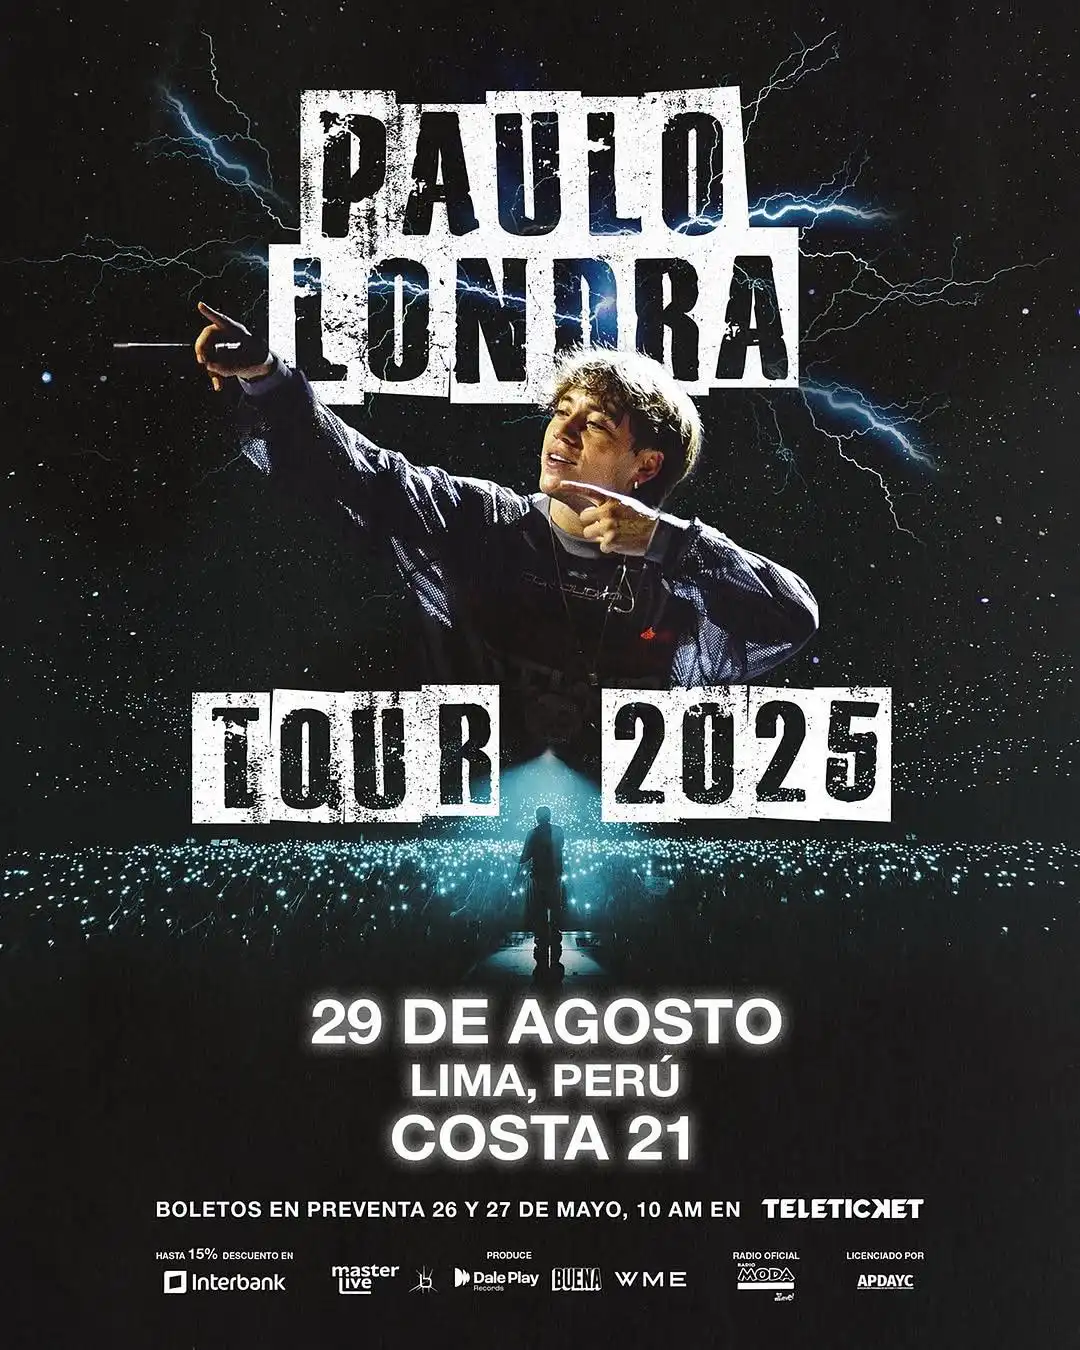 PAULO
LONDRA
TOUR 2025
29 DE AGOSTO
LIMA, PERÚ
COSTA 21
BOLETOS EN PREVENTA 26 Y 27 DE MAYO, 10 AM EN TELETICKET
HASTA 15% DESCUENTO EN
Interbank
master
live
PRODUCE
Dale Play
Records
BUENA
WME
RADIO OFICIAL
RADIO
MODA
LICENCIADO POR
APDAYC